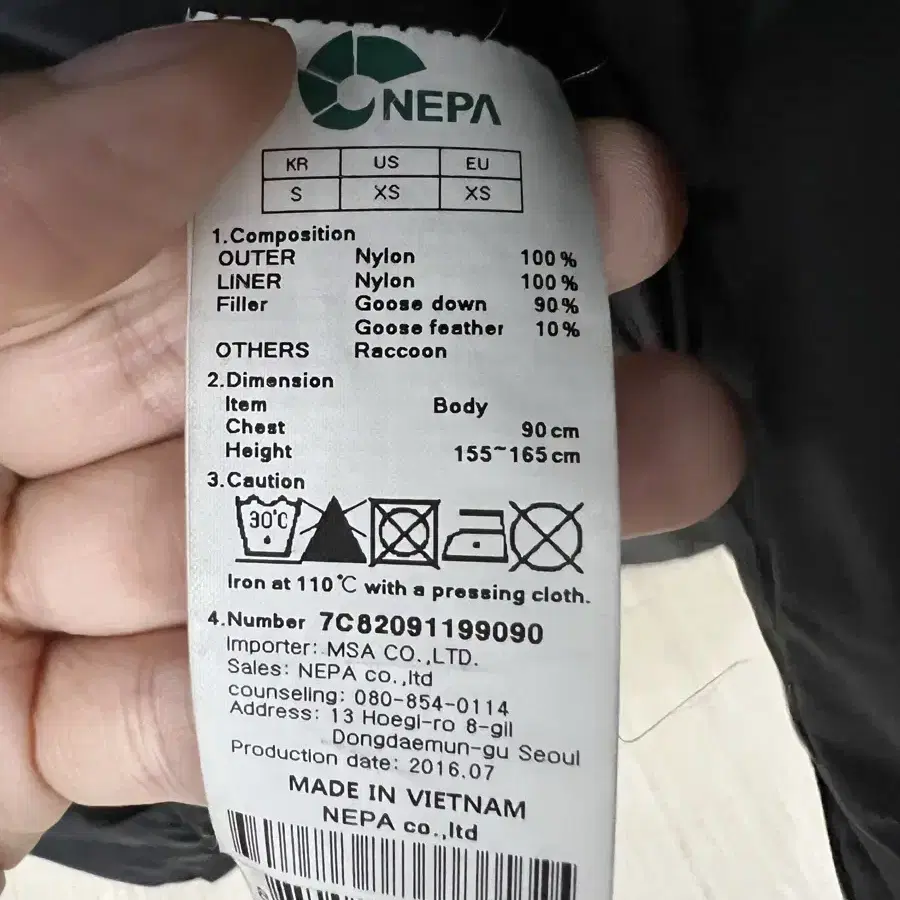 NEPA
KR US EU
S XS XS
1.Composition
OUTER Nylon 100%
LINER Nylon 100%
Filler Goose down 90%
Goose feather 10%
OTHERS Raccoon
2.Dimension
Item Body
Chest 90cm
Height 155~165cm
3.Caution
30℃
Iron at 110℃ with a pressing cloth.
4.Number 7C82091199090
Importer: MSA CO.,LTD.
Sales: NEPA co.,ltd
counseling: 080-854-0114
Address: 13 Hoegi-ro 8-gil
Dongdaemun-gu Seoul
Production date: 2016.07
MADE IN VIETNAM
NEPA co.,ltd